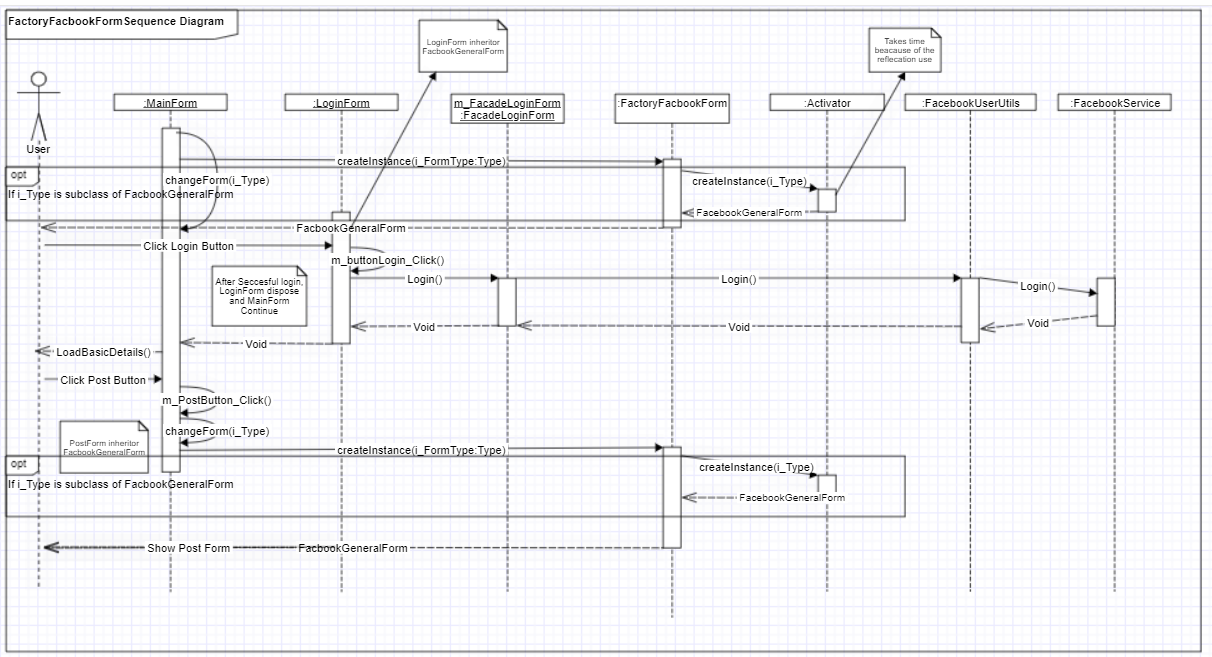 FactoryFacbookFormSequence Diagram
LoginForm inheritor
FacbookGeneralForm
Takes time
beacause of the
reflecation use
User
:MainForm
:LoginForm
m_FacadeLoginForm
:FacadeLoginForm
:FactoryFacbookForm
:Activator
:FacebookUserUtils
:FacebookService
createInstance(i_FormType:Type)
opt
changeForm(i_Type)
createInstance(i_Type)
If i_Type is subclass of FacbookGeneralForm
FacebookGeneralForm
FacbookGeneralForm
Click Login Button
m_buttonLogin_Click()
Login()
Login()
Login()
After Seccesful login,
LoginForm dispose
and MainForm
Continue
Void
Void
Void
Void
LoadBasicDetails()
Click Post Button
m_PostButton_Click()
changeForm(i_Type)
PostForm inheritor
FacbookGeneralForm
createInstance(i_FormType:Type)
opt
createInstance(i_Type)
If i_Type is subclass of FacbookGeneralForm
FacebookGeneralForm
Show Post Form
FacbookGeneralForm